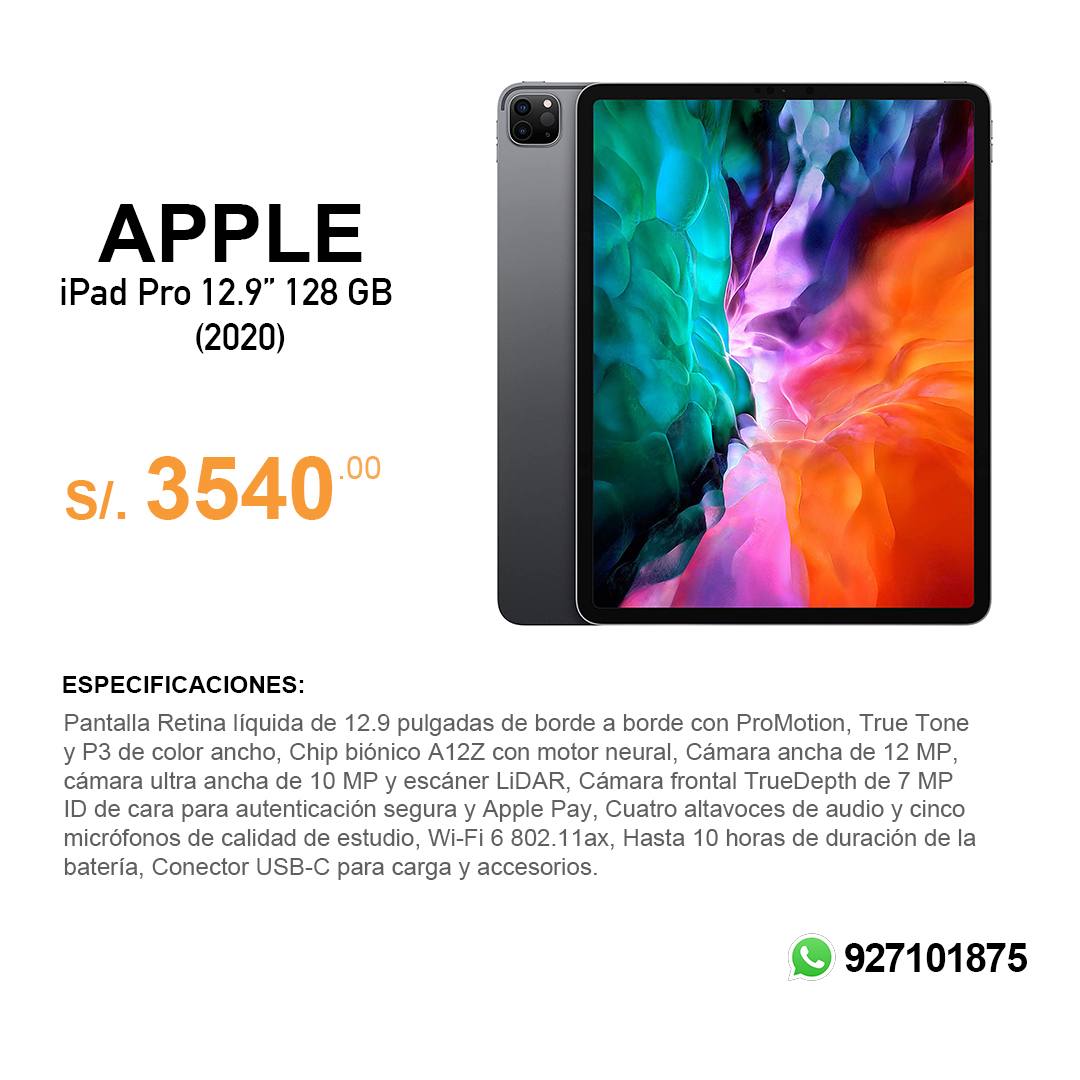 APPLE
iPad Pro 12.9” 128 GB
(2020)
S/. 3540.00
ESPECIFICACIONES:
Pantalla Retina líquida de 12.9 pulgadas de borde a borde con ProMotion, True Tone
y P3 de color ancho, Chip biónico A12Z con motor neural, Cámara ancha de 12 MP,
cámara ultra ancha de 10 MP y escáner LiDAR, Cámara frontal TrueDepth de 7 MP
ID de cara para autenticación segura y Apple Pay, Cuatro altavoces de audio y cinco
micrófonos de calidad de estudio, Wi-Fi 6 802.11ax, Hasta 10 horas de duración de la
batería, Conector USB-C para carga y accesorios.
927101875